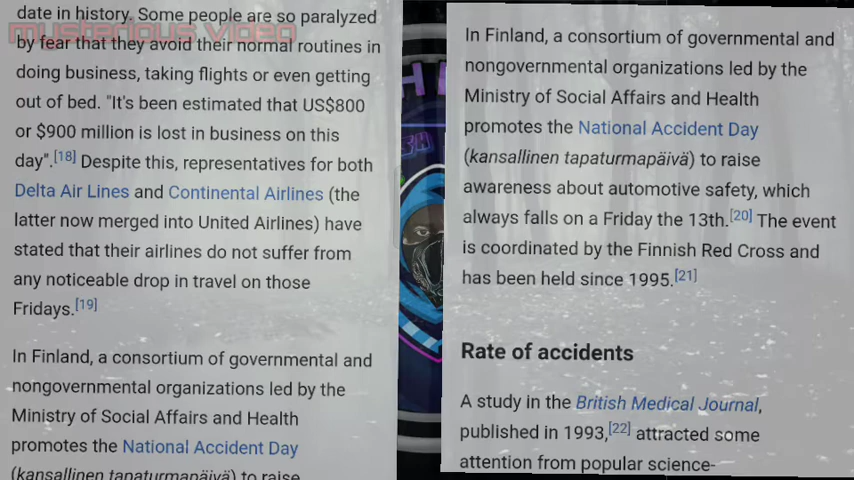 date in history. Some people are so paralyzed
mysterious video
by fear that they avoid their normal routines in
doing business, taking flights or even getting
out of bed. "It's been estimated that US$800
or $900 million is lost in business on this
day".[18] Despite this, representatives for both
Delta Air Lines and Continental Airlines (the
latter now merged into United Airlines) have
stated that their airlines do not suffer from
any noticeable drop in travel on those
Fridays.[19]
In Finland, a consortium of governmental and
nongovernmental organizations led by the
Ministry of Social Affairs and Health
promotes the National Accident Day
(kansallinen tapaturmapäivä) to raise
In Finland, a consortium of governmental and
nongovernmental organizations led by the
Ministry of Social Affairs and Health
promotes the National Accident Day
(kansallinen tapaturmapäivä) to raise
awareness about automotive safety, which
always falls on a Friday the 13th.[20] The event
is coordinated by the Finnish Red Cross and
has been held since 1995.[21]
Rate of accidents
A study in the British Medical Journal,
published in 1993,[22] attracted some
attention from popular science-